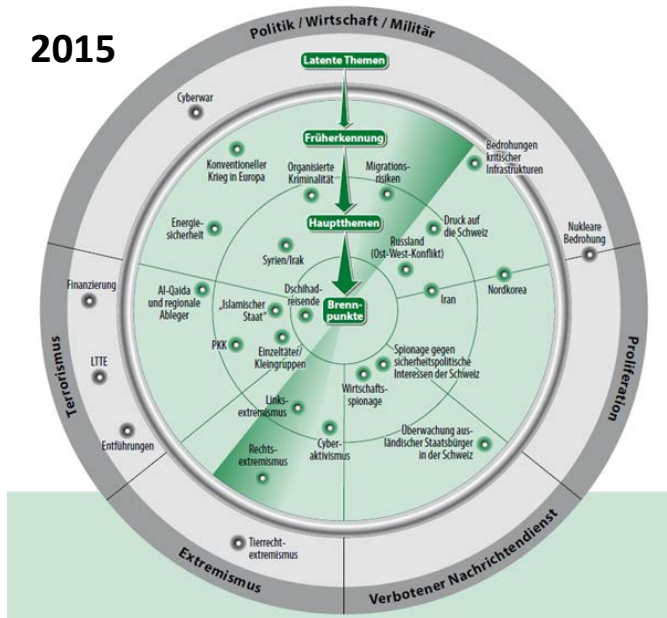 Politik / Wirtschaft / Militär
2015
Latente Themen
Cyberwar
Früherkennung
Konventioneller
Krieg in Europa
Organisierte
Kriminalität
Migrations-
risiken
Bedrohungen
kritischer
Infrastrukturen
Hauptthemen
Energie-
sicherheit
Druck auf
die Schweiz
Nukleare
Bedrohung
Syrien/Irak
Russland
(Ost-West-Konflikt)
Finanzierung
Al-Qaida
und regionale
Ableger
„Islamischer
Staat“
Dschihad-
reisende
Brenn-
punkte
Iran
Nordkorea
PKK
Einzeltäter/
Kleingruppen
Spionage gegen
sicherheitspolitische
Interessen der Schweiz
Wirtschafts-
spionage
LTTE
Terrorismus
Proliferation
Links-
extremismus
Entführungen
Rechts-
extremismus
Cyber-
aktivismus
Überwachung aus-
ländischer Staatsbürger
in der Schweiz
Tierrecht-
extremismus
Extremismus
Verbotener Nachrichtendienst